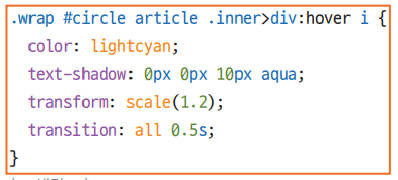 .wrap #circle article .inner>div:hover i {
color: lightcyan;
text-shadow: 0px 0px 10px aqua;
transform: scale(1.2);
transition: all 0.5s;
}